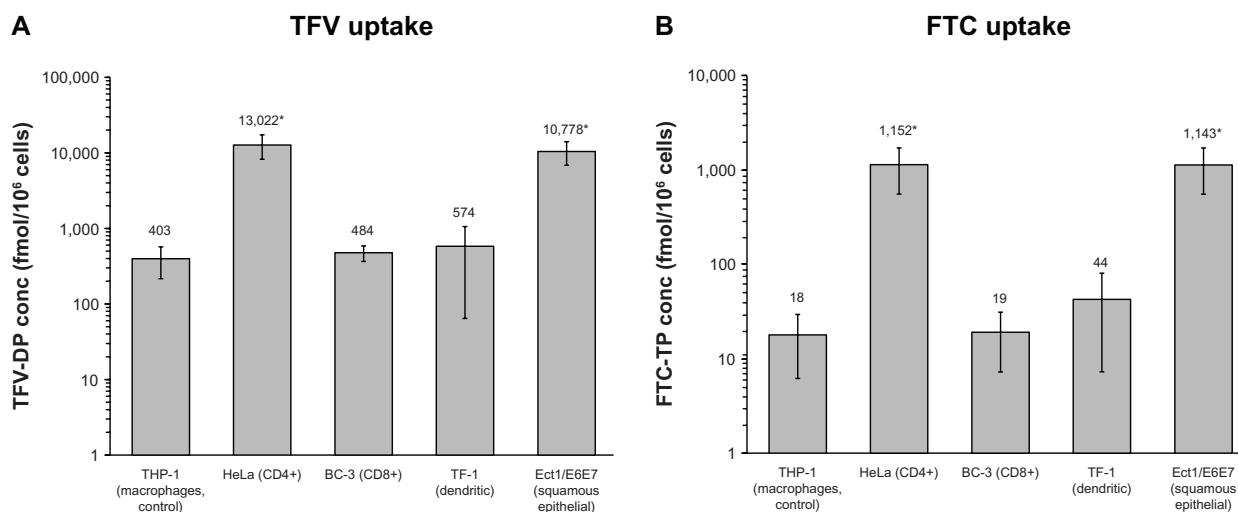 A
TFV uptake
TFV-DP conc (fmol/10⁶ cells)
100,000
10,000
1,000
100
10
1
403
13,022*
484
574
10,778*
THP-1
(macrophages,
control)
HeLa (CD4+)
BC-3 (CD8+)
TF-1
(dendritic)
Ect1/E6E7
(squamous
epithelial)
B
FTC uptake
FTC-TP conc (fmol/10⁶ cells)
10,000
1,000
100
10
1
18
1,152*
19
44
1,143*
THP-1
(macrophages,
control)
HeLa (CD4+)
BC-3 (CD8+)
TF-1
(dendritic)
Ect1/E6E7
(squamous
epithelial)